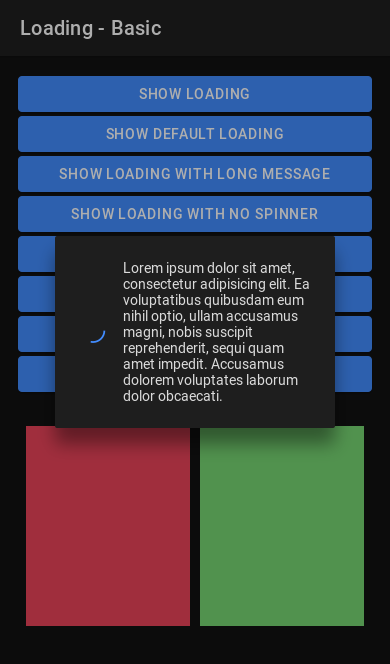 Loading - Basic
SHOW LOADING
SHOW DEFAULT LOADING
SHOW LOADING WITH LONG MESSAGE
SHOW LOADING WITH NO SPINNER
Lorem ipsum dolor sit amet,
consectetur adipisicing elit. Ea
voluptatibus quibusdam eum
nihil optio, ullam accusamus
magni, nobis suscipit
reprehenderit, sequi quam
amet impedit. Accusamus
dolorem voluptates laborum
dolor obcaecati.